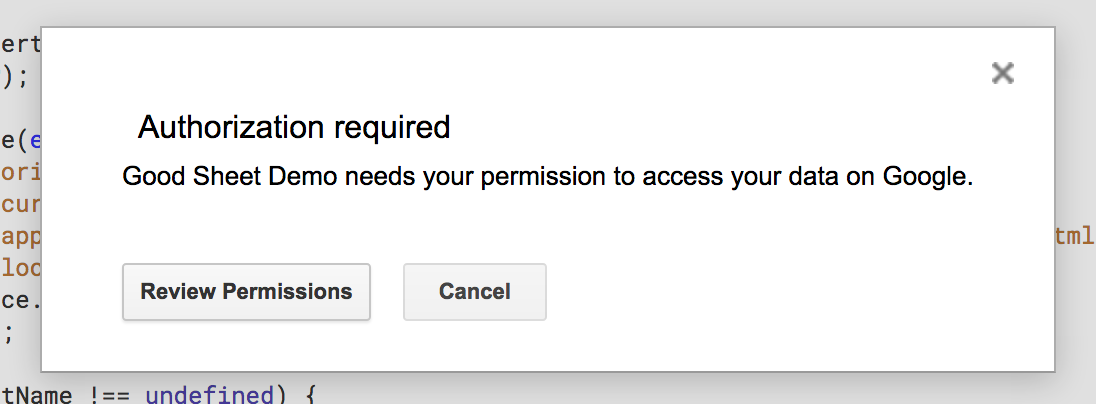 ert
);
Authorization required
e(e
Good Sheet Demo needs your permission to access your data on Google.
ori
cur
app
tml
loc
Review Permissions
Cancel
ce.
;
tName !== undefined) {